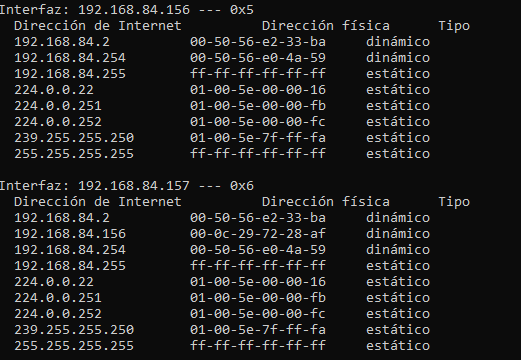 Interfaz: 192.168.84.156 --- 0x5
Dirección de Internet Dirección física Tipo
192.168.84.2 00-50-56-e2-33-ba dinámico
192.168.84.254 00-50-56-e0-4a-59 dinámico
192.168.84.255 ff-ff-ff-ff-ff-ff estático
224.0.0.22 01-00-5e-00-00-16 estático
224.0.0.251 01-00-5e-00-00-fb estático
224.0.0.252 01-00-5e-00-00-fc estático
239.255.255.250 01-00-5e-7f-ff-fa estático
255.255.255.255 ff-ff-ff-ff-ff-ff estático
Interfaz: 192.168.84.157 --- 0x6
Dirección de Internet Dirección física Tipo
192.168.84.2 00-50-56-e2-33-ba dinámico
192.168.84.156 00-0c-29-72-28-af dinámico
192.168.84.254 00-50-56-e0-4a-59 dinámico
192.168.84.255 ff-ff-ff-ff-ff-ff estático
224.0.0.22 01-00-5e-00-00-16 estático
224.0.0.251 01-00-5e-00-00-fb estático
224.0.0.252 01-00-5e-00-00-fc estático
239.255.255.250 01-00-5e-7f-ff-fa estático
255.255.255.255 ff-ff-ff-ff-ff-ff estático